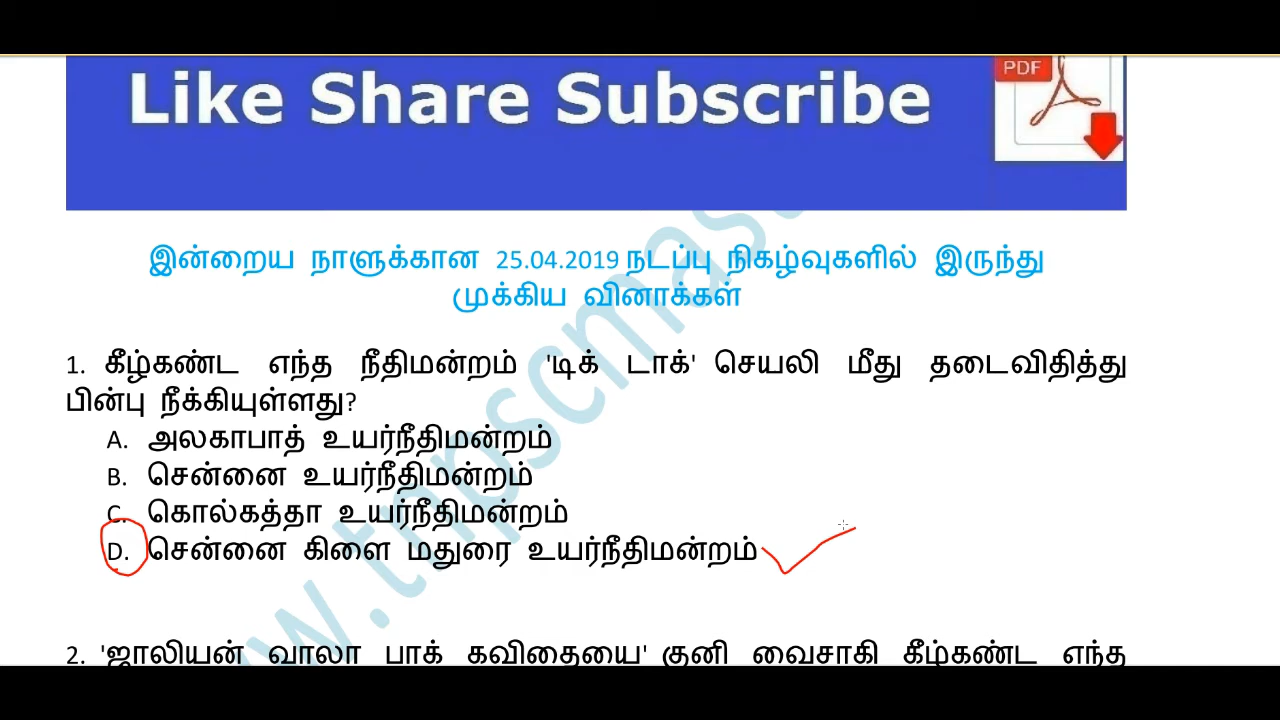 Like Share Subscribe
PDF
இன்றைய நாளுக்கான 25.04.2019 நடப்பு நிகழ்வுகளில் இருந்து
முக்கிய வினாக்கள்
1. கீழ்கண்ட எந்த நீதிமன்றம் 'டிக் டாக்' செயலி மீது தடைவிதித்து
பின்பு நீக்கியுள்ளது?
A. அலகாபாத் உயர்நீதிமன்றம்
B. சென்னை உயர்நீதிமன்றம்
C. கொல்கத்தா உயர்நீதிமன்றம்
D. சென்னை கிளை மதுரை உயர்நீதிமன்றம்
2. 'ஜாலியன் வாலா பாக் கவிதையை' குனி வைசாகி கீழ்கண்ட எந்த